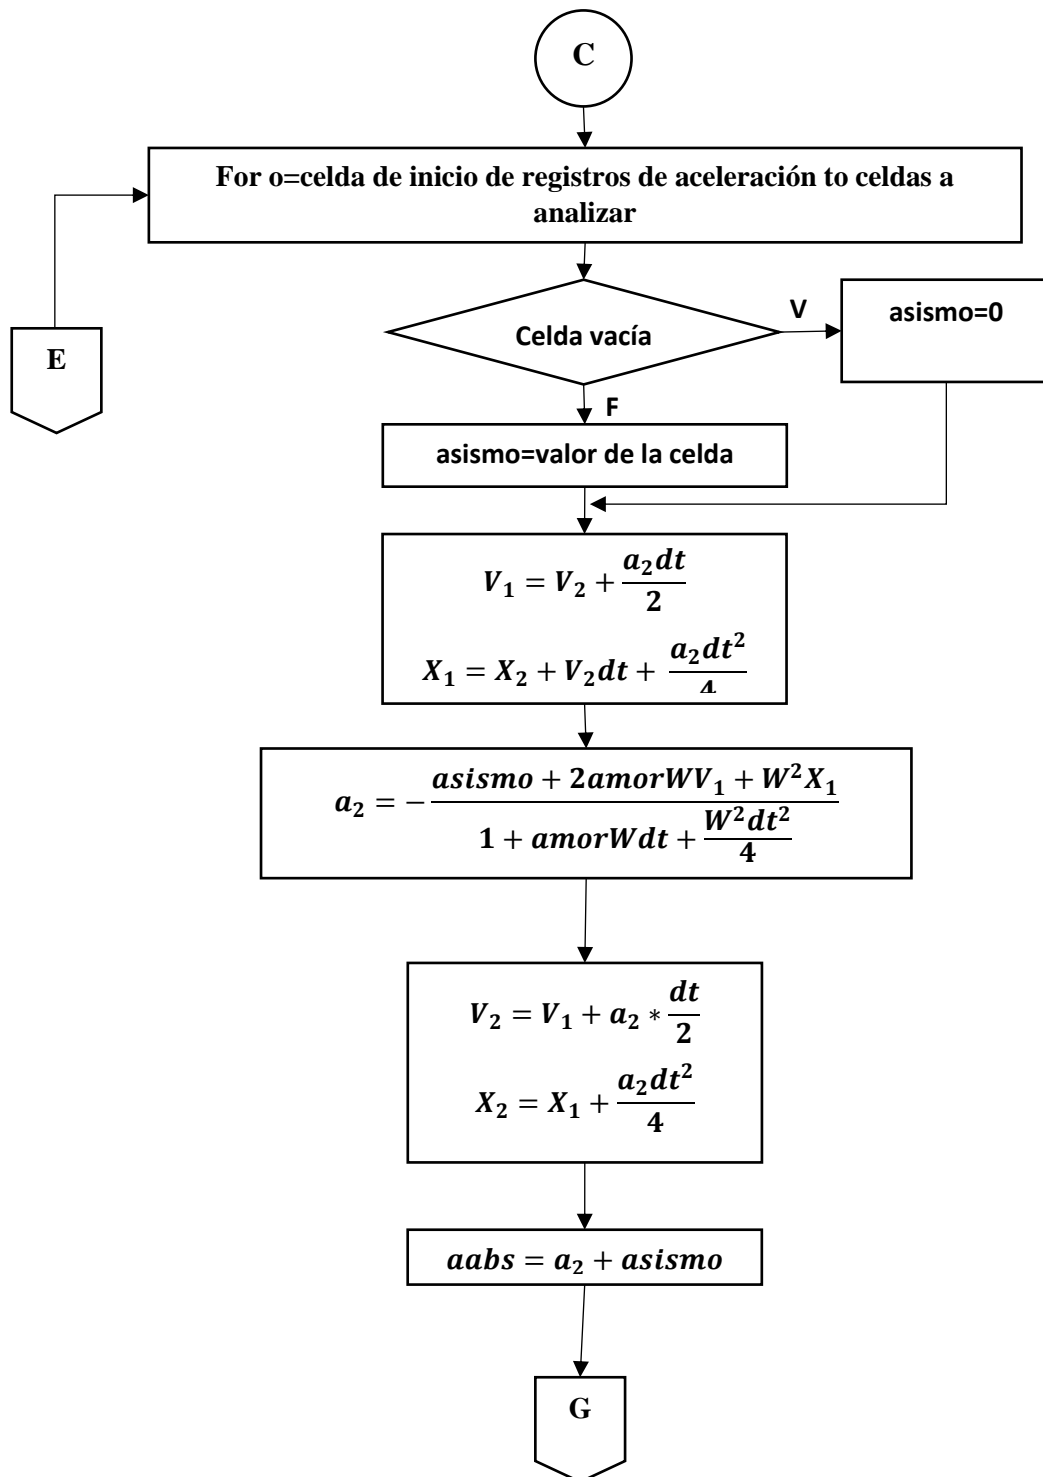 C
For o=celda de inicio de registros de aceleración to celdas a
analizar
E
Celda vacía
V
asismo=0
F
asismo=valor de la celda
V₁ = V₂ + a₂dt/2
X₁ = X₂ + V₂dt + a₂dt²/4
a₂ = −(asismo + 2amorWV₁ + W²X₁)/(1 + amorWdt + W²dt²/4)
V₂ = V₁ + a₂ * dt/2
X₂ = X₁ + a₂dt²/4
aabs = a₂ + asismo
G